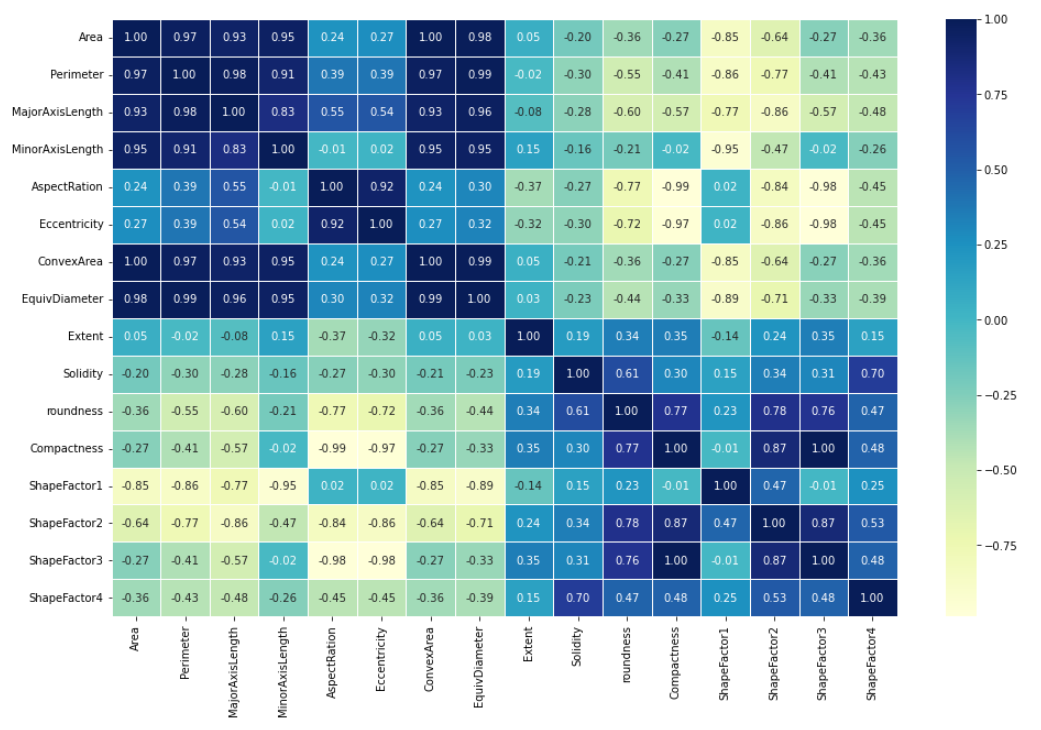 Area 1.00 0.97 0.93 0.95 0.24 0.27 1.00 0.98 0.05 -0.20 -0.36 -0.27 -0.85 -0.64 -0.27 -0.36
Perimeter 0.97 1.00 0.98 0.91 0.39 0.39 0.97 0.99 -0.02 -0.30 -0.55 -0.41 -0.86 -0.77 -0.41 -0.43
MajorAxisLength 0.93 0.98 1.00 0.83 0.55 0.54 0.93 0.96 -0.08 -0.28 -0.60 -0.57 -0.77 -0.86 -0.57 -0.48
MinorAxisLength 0.95 0.91 0.83 1.00 -0.01 0.02 0.95 0.95 0.15 -0.16 -0.21 -0.02 -0.95 -0.47 -0.02 -0.26
AspectRation 0.24 0.39 0.55 -0.01 1.00 0.92 0.24 0.30 -0.37 -0.27 -0.77 -0.99 0.02 -0.84 -0.98 -0.45
Eccentricity 0.27 0.39 0.54 0.02 0.92 1.00 0.27 0.32 -0.32 -0.30 -0.72 -0.97 0.02 -0.86 -0.98 -0.45
ConvexArea 1.00 0.97 0.93 0.95 0.24 0.27 1.00 0.99 0.05 -0.21 -0.36 -0.27 -0.85 -0.64 -0.27 -0.36
EquivDiameter 0.98 0.99 0.96 0.95 0.30 0.32 0.99 1.00 0.03 -0.23 -0.44 -0.33 -0.89 -0.71 -0.33 -0.39
Extent 0.05 -0.02 -0.08 0.15 -0.37 -0.32 0.05 0.03 1.00 0.19 0.34 0.35 -0.14 0.24 0.35 0.15
Solidity -0.20 -0.30 -0.28 -0.16 -0.27 -0.30 -0.21 -0.23 0.19 1.00 0.61 0.30 0.15 0.34 0.31 0.70
roundness -0.36 -0.55 -0.60 -0.21 -0.77 -0.72 -0.36 -0.44 0.34 0.61 1.00 0.77 0.23 0.78 0.76 0.47
Compactness -0.27 -0.41 -0.57 -0.02 -0.99 -0.97 -0.27 -0.33 0.35 0.30 0.77 1.00 -0.01 0.87 1.00 0.48
ShapeFactor1 -0.85 -0.86 -0.77 -0.95 0.02 0.02 -0.85 -0.89 -0.14 0.15 0.23 -0.01 1.00 0.47 -0.01 0.25
ShapeFactor2 -0.64 -0.77 -0.86 -0.47 -0.84 -0.86 -0.64 -0.71 0.24 0.34 0.78 0.87 0.47 1.00 0.87 0.53
ShapeFactor3 -0.27 -0.41 -0.57 -0.02 -0.98 -0.98 -0.27 -0.33 0.35 0.31 0.76 1.00 -0.01 0.87 1.00 0.48
ShapeFactor4 -0.36 -0.43 -0.48 -0.26 -0.45 -0.45 -0.36 -0.39 0.15 0.70 0.47 0.48 0.25 0.53 0.48 1.00
Area
Perimeter
MajorAxisLength
MinorAxisLength
AspectRation
Eccentricity
ConvexArea
EquivDiameter
Extent
Solidity
roundness
Compactness
ShapeFactor1
ShapeFactor2
ShapeFactor3
ShapeFactor4
1.00
0.75
0.50
0.25
0.00
−0.25
−0.50
−0.75